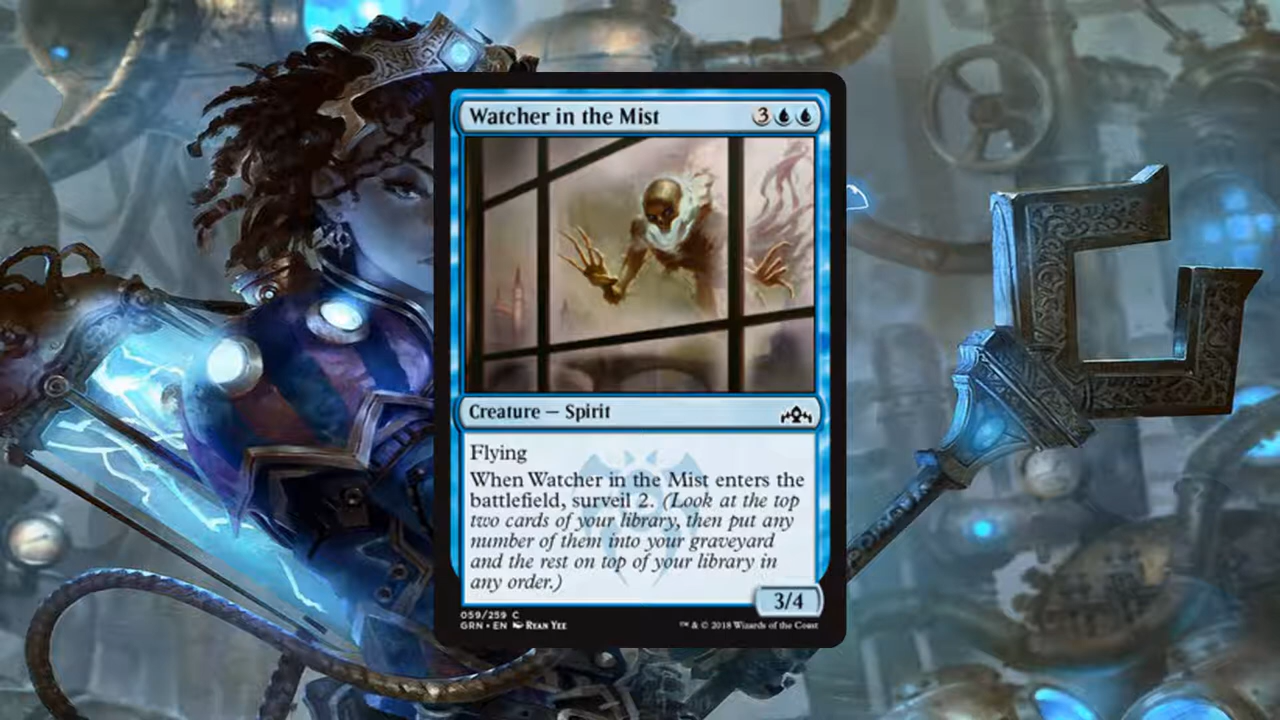 Watcher in the Mist 3
Creature — Spirit
Flying
When Watcher in the Mist enters the
battlefield, surveil 2. (Look at the top
two cards of your library, then put any
number of them into your graveyard
and the rest on top of your library in
any order.)
3/4
059/259 C
GRN • EN Ryan Yee
™ & © 2018 Wizards of the Coast